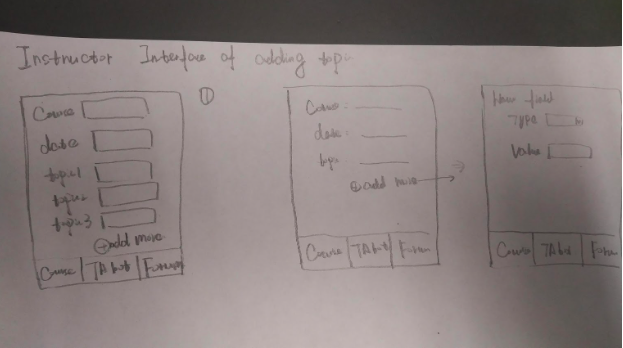 Instructor Interface of adding topic
①
Course
date
topic1
topic2
topic3
⊕add more
Course TA bot Forum
Course:
date:
topic
⊕add more
Course TA bot Forum
New field
TYPE
Value
Course TA bot Forum